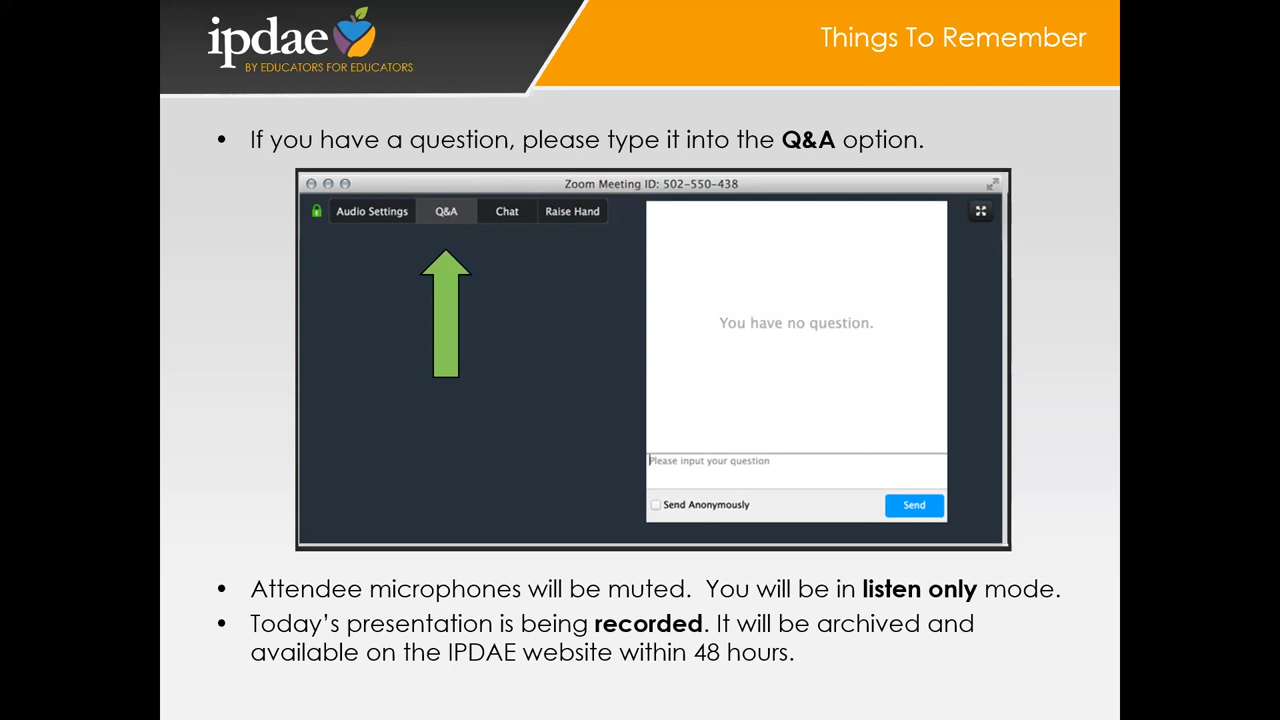 ipdae
BY EDUCATORS FOR EDUCATORS
Things To Remember
• If you have a question, please type it into the Q&A option.
Zoom Meeting ID: 502-550-438
Audio Settings Q&A Chat Raise Hand
You have no question.
Please input your question
Send Anonymously Send
• Attendee microphones will be muted.  You will be in listen only mode.
• Today’s presentation is being recorded. It will be archived and
available on the IPDAE website within 48 hours.